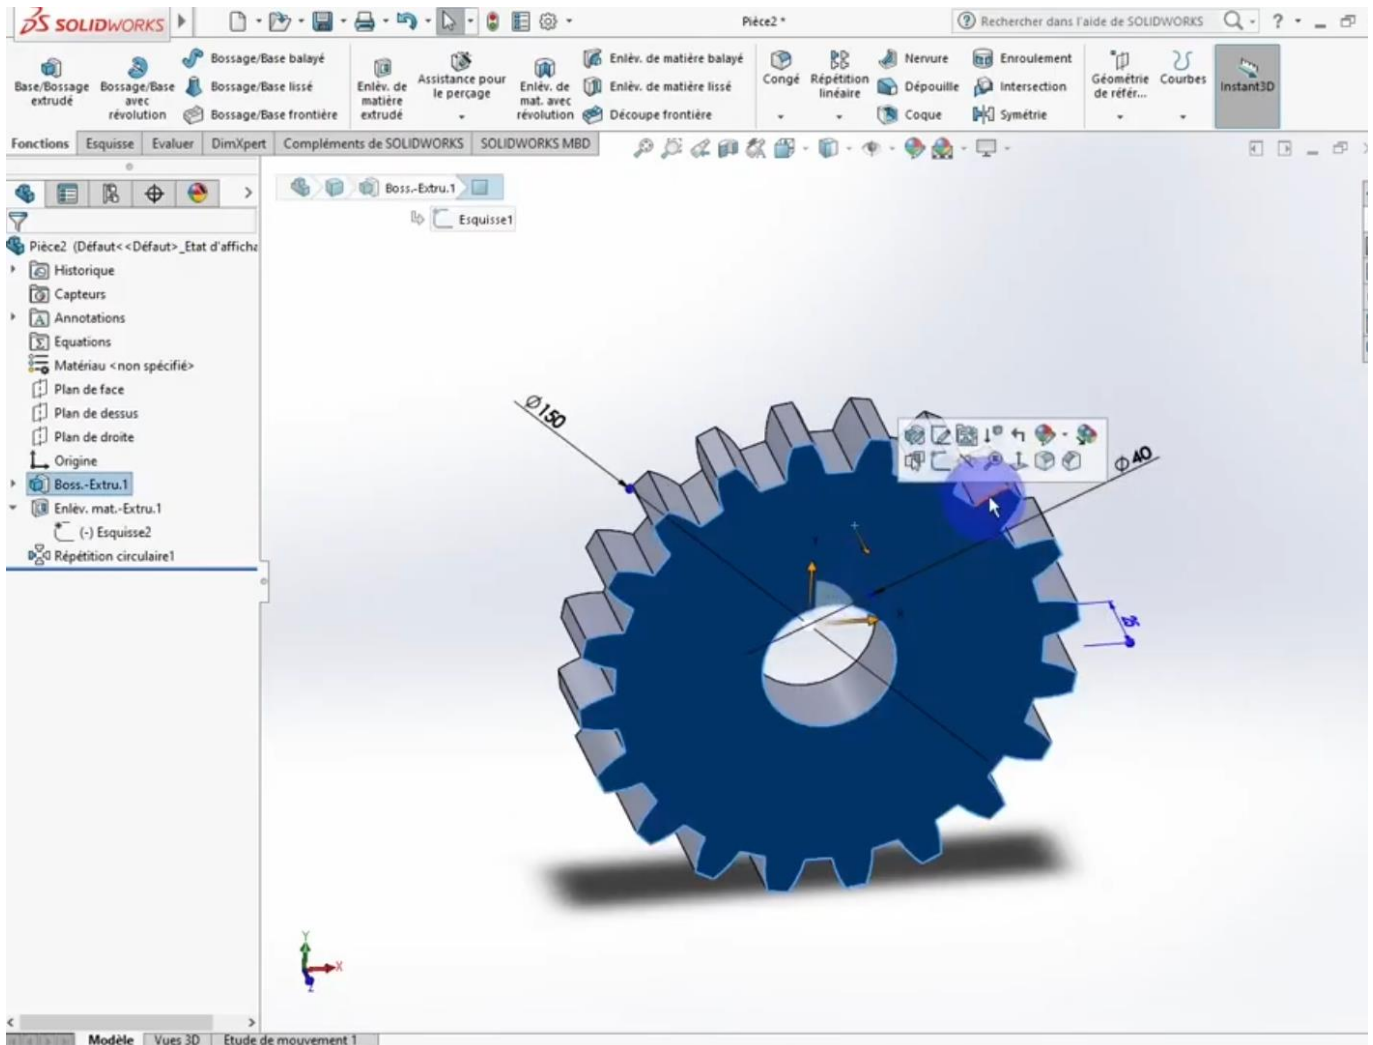 DS SOLIDWORKS
Pièce2 *
Rechercher dans l'aide de SOLIDWORKS
?
Base/Bossage extrudé
Bossage/Base avec révolution
Bossage/Base balayé
Bossage/Base lissé
Bossage/Base frontière
Enlèv. de matière extrudé
Assistance pour le perçage
Enlèv. de mat. avec révolution
Enlèv. de matière balayé
Enlèv. de matière lissé
Découpe frontière
Congé
Répétition linéaire
Nervure
Dépouille
Coque
Enroulement
Intersection
Symétrie
Géométrie de référ...
Courbes
Instant3D
Fonctions
Esquisse
Evaluer
DimXpert
Compléments de SOLIDWORKS
SOLIDWORKS MBD
Boss.-Extru.1
Esquisse1
Pièce2 (Défaut<<Défaut>_Etat d'afficha
Historique
Capteurs
Annotations
Equations
Matériau <non spécifié>
Plan de face
Plan de dessus
Plan de droite
Origine
Boss.-Extru.1
Enlèv. mat.-Extru.1
(-) Esquisse2
Répétition circulaire1
Ø150
Ø40
25
Y
X
Z
Modèle
Vues 3D
Etude de mouvement 1